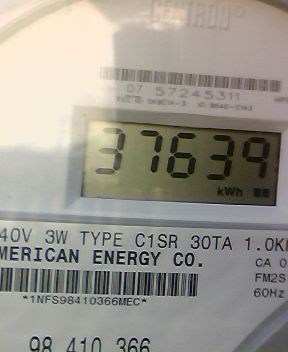 CENTRON®
07 57245311
37639
kWh
40V 3W TYPE C1SR 30TA 1.0K
MERICAN ENERGY CO.
CA 0
FM2S
60Hz
*1NFS98410366MEC*
98 410 366